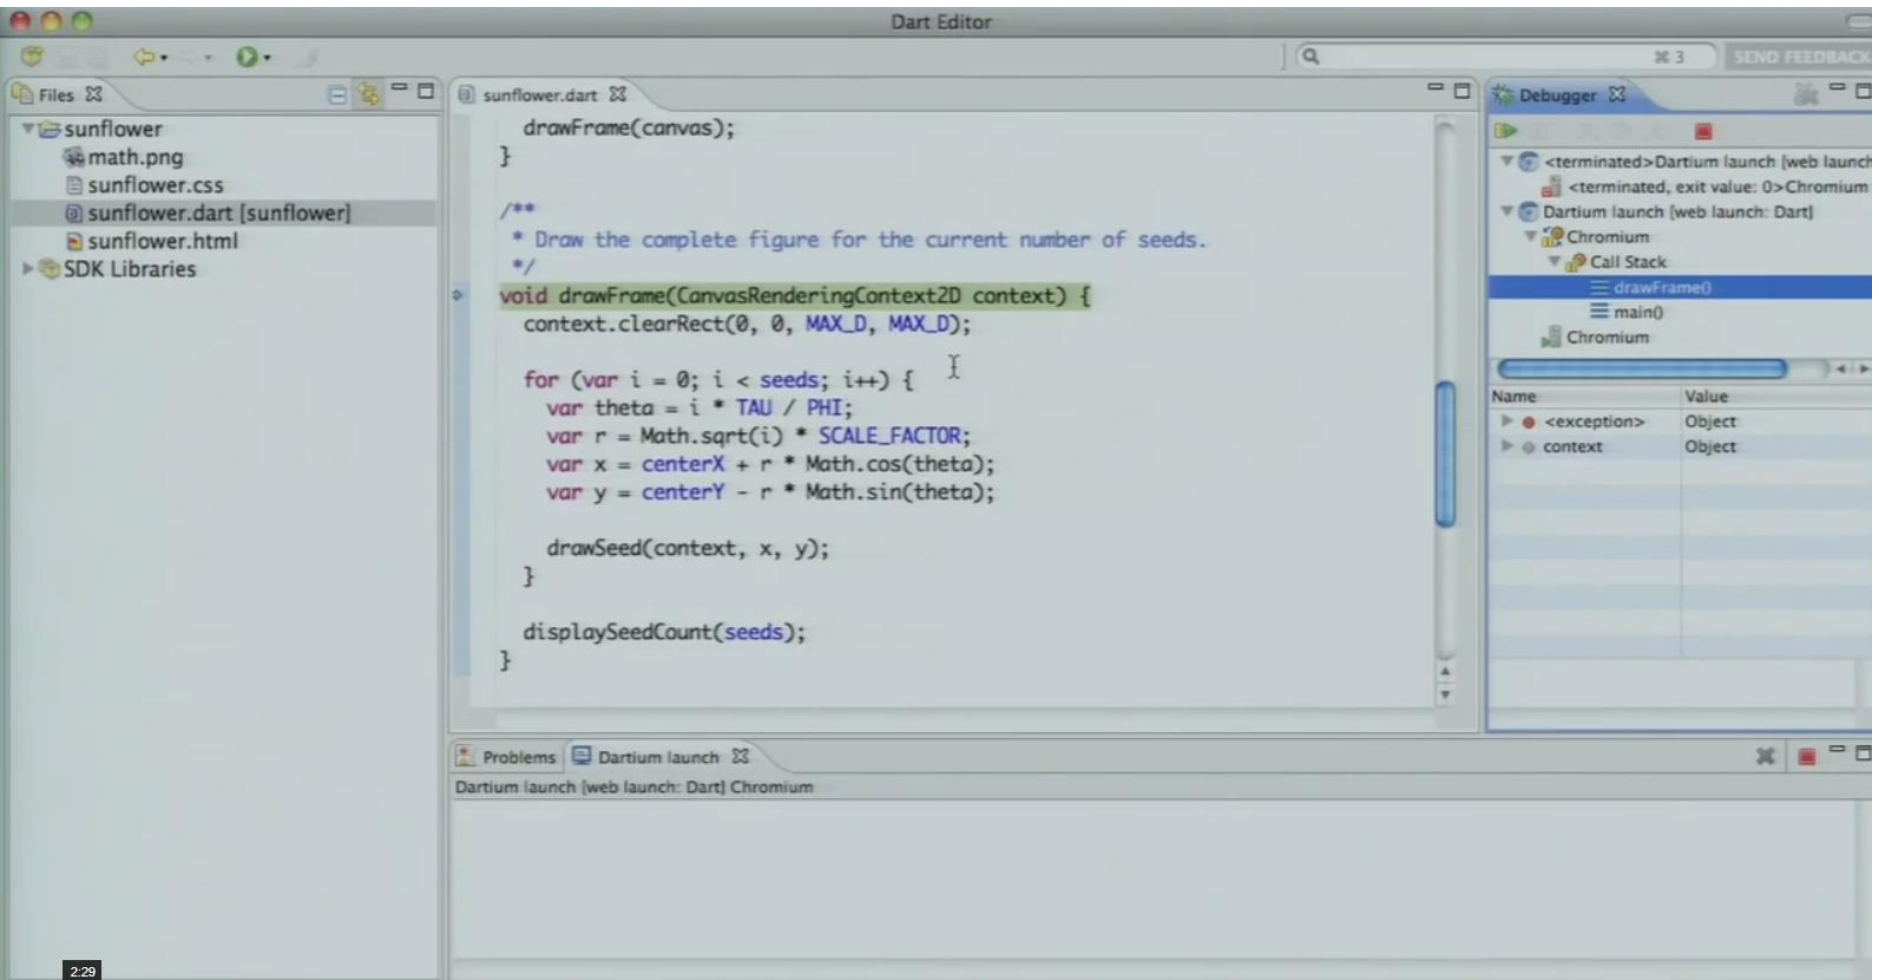 Dart Editor
⌘ 3
SEND FEEDBACK
Files
sunflower
math.png
sunflower.css
sunflower.dart [sunflower]
sunflower.html
SDK Libraries
sunflower.dart
drawFrame(canvas);
}
/**
* Draw the complete figure for the current number of seeds.
*/
void drawFrame(CanvasRenderingContext2D context) {
context.clearRect(0, 0, MAX_D, MAX_D);
for (var i = 0; i < seeds; i++) {
var theta = i * TAU / PHI;
var r = Math.sqrt(i) * SCALE_FACTOR;
var x = centerX + r * Math.cos(theta);
var y = centerY - r * Math.sin(theta);
drawSeed(context, x, y);
}
displaySeedCount(seeds);
}
Debugger
<terminated>Dartium launch [web launch
<terminated, exit value: 0>Chromium
Dartium launch [web launch: Dart]
Chromium
Call Stack
drawFrame()
main()
Chromium
Name Value
<exception> Object
context Object
Problems Dartium launch
Dartium launch [web launch: Dart] Chromium
2:29